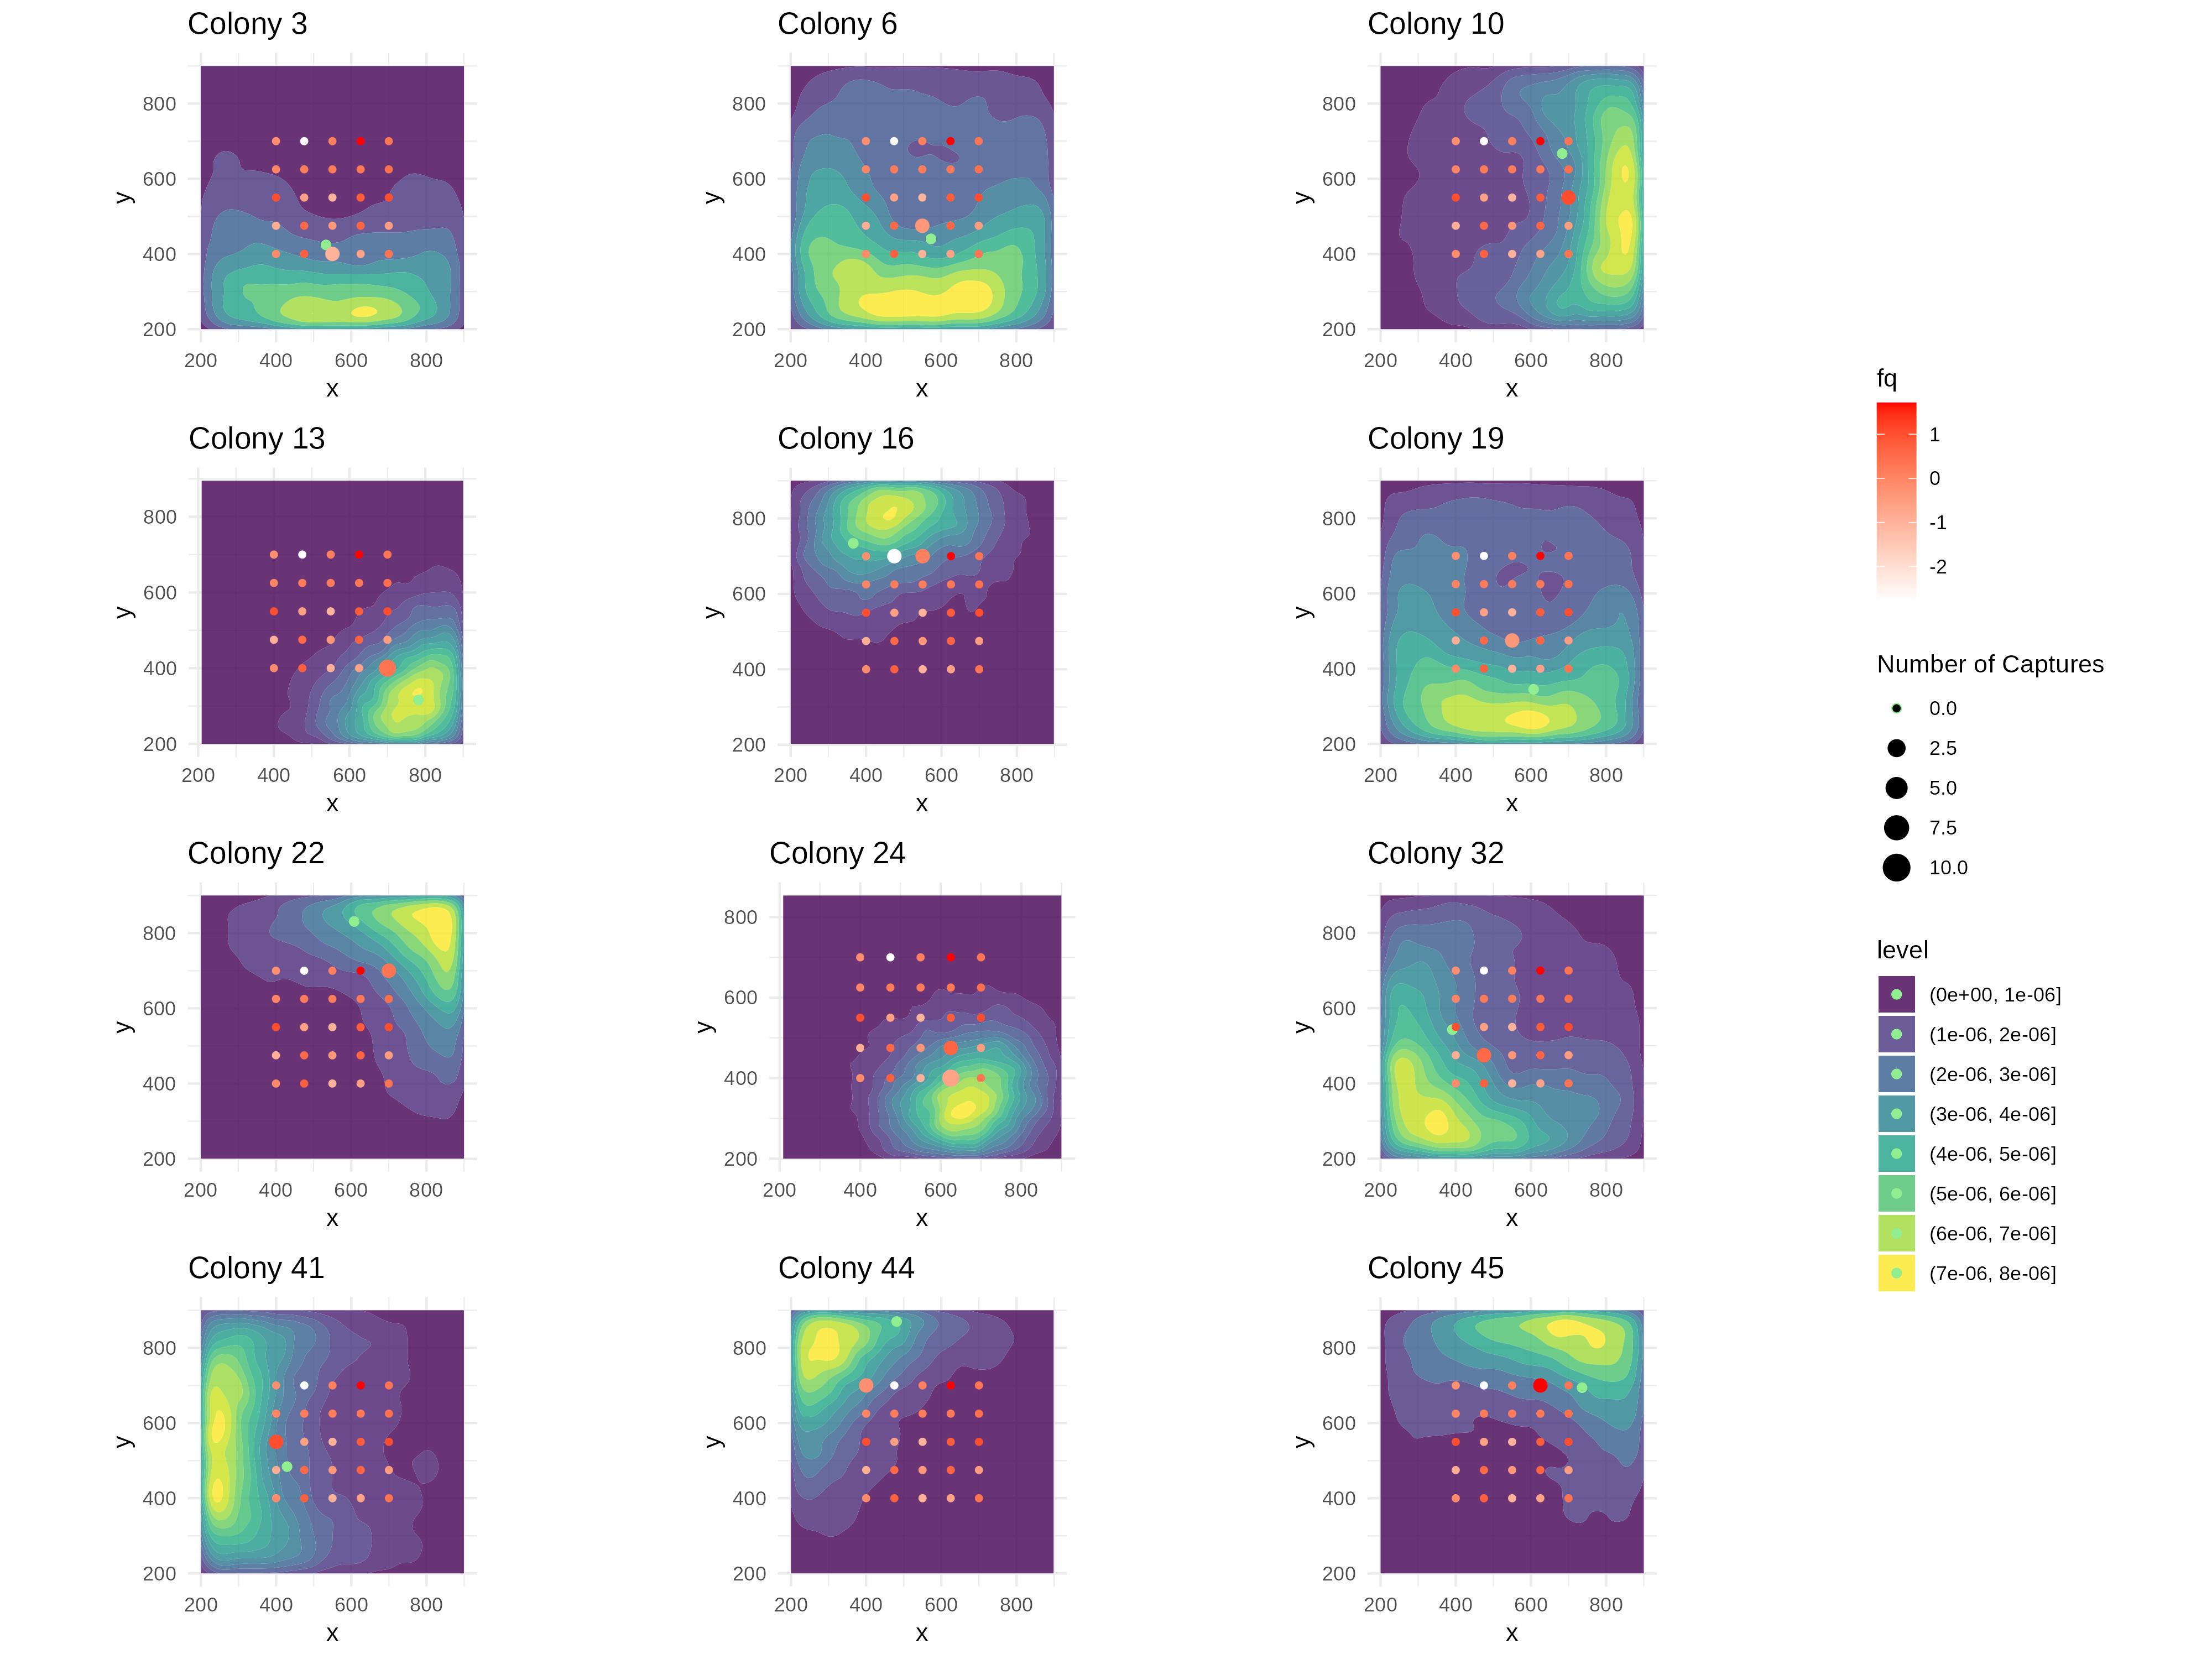 Colony 3
Colony 6
Colony 10
y
800
600
400
200
200 400 600 800
x
y
800
600
400
200
200 400 600 800
x
y
800
600
400
200
200 400 600 800
x
Colony 13
Colony 16
Colony 19
y
800
600
400
200
200 400 600 800
x
y
800
600
400
200
200 400 600 800
x
y
800
600
400
200
200 400 600 800
x
Colony 22
Colony 24
Colony 32
y
800
600
400
200
200 400 600 800
x
y
800
600
400
200
200 400 600 800
x
y
800
600
400
200
200 400 600 800
x
Colony 41
Colony 44
Colony 45
y
800
600
400
200
200 400 600 800
x
y
800
600
400
200
200 400 600 800
x
y
800
600
400
200
200 400 600 800
x
fq
1
0
-1
-2
Number of Captures
0.0
2.5
5.0
7.5
10.0
level
(0e+00, 1e-06]
(1e-06, 2e-06]
(2e-06, 3e-06]
(3e-06, 4e-06]
(4e-06, 5e-06]
(5e-06, 6e-06]
(6e-06, 7e-06]
(7e-06, 8e-06]